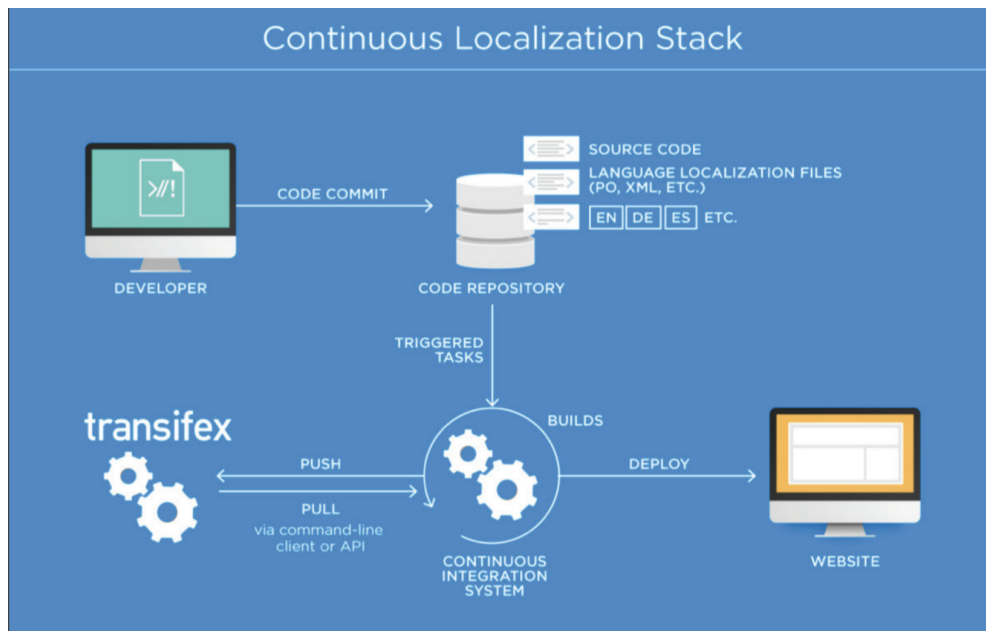 Continuous Localization Stack
>//!
DEVELOPER
CODE COMMIT
CODE REPOSITORY
SOURCE CODE
LANGUAGE LOCALIZATION FILES
(PO, XML, ETC.)
EN DE ES ETC.
TRIGGERED
TASKS
transifex
PUSH
PULL
via command-line
client or API
BUILDS
CONTINUOUS
INTEGRATION
SYSTEM
DEPLOY
WEBSITE